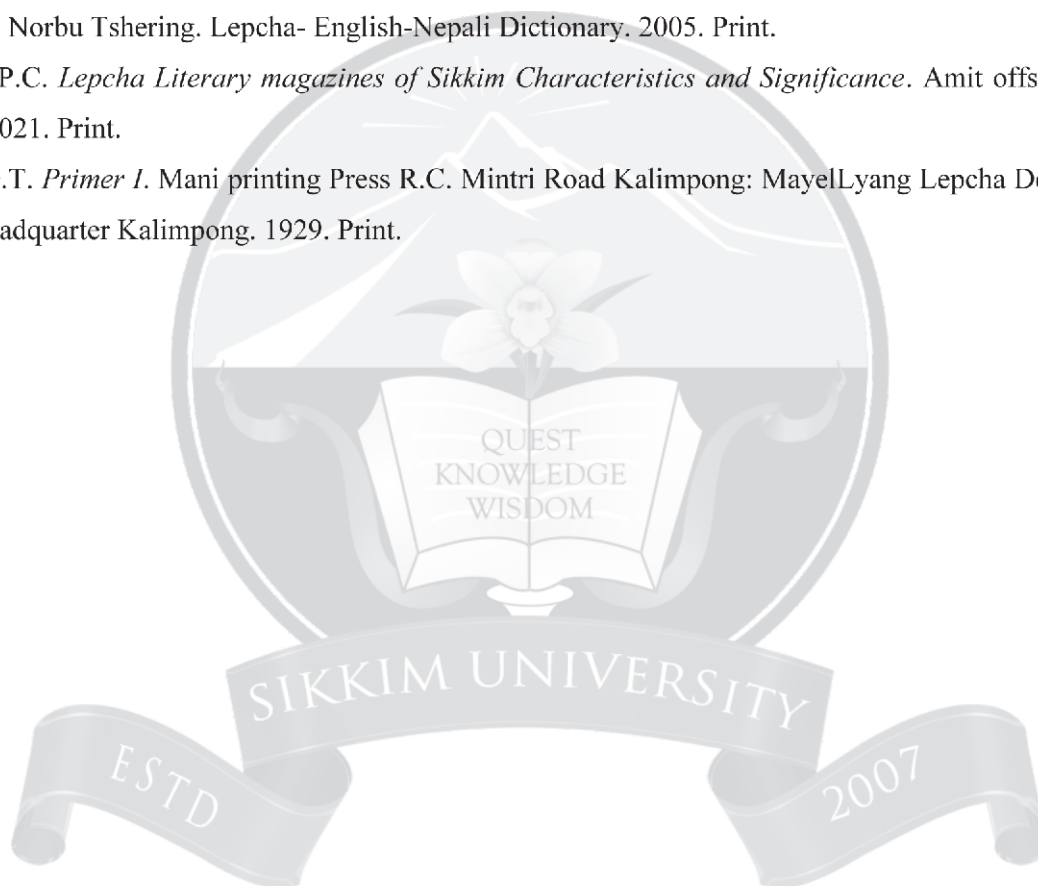 Norbu Tshering. Lepcha- English-Nepali Dictionary. 2005. Print.
P.C. Lepcha Literary magazines of Sikkim Characteristics and Significance. Amit offs
021. Print.
.T. Primer I. Mani printing Press R.C. Mintri Road Kalimpong: MayelLyang Lepcha De
adquarter Kalimpong. 1929. Print.
QUEST
KNOWLEDGE
WISDOM
SIKKIM UNIVERSITY
ESTD
2007